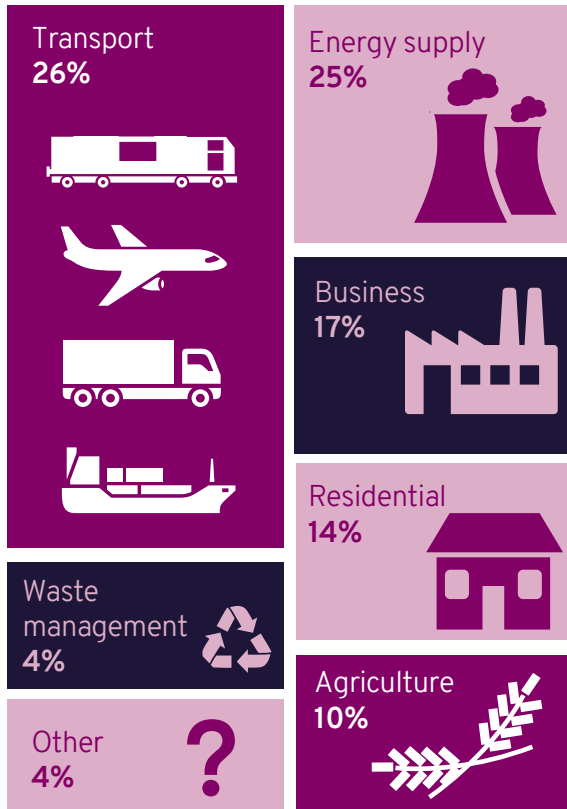 Transport
26%
Energy supply
25%
Business
17%
Residential
14%
Waste
management
4%
Agriculture
10%
Other
4%
?